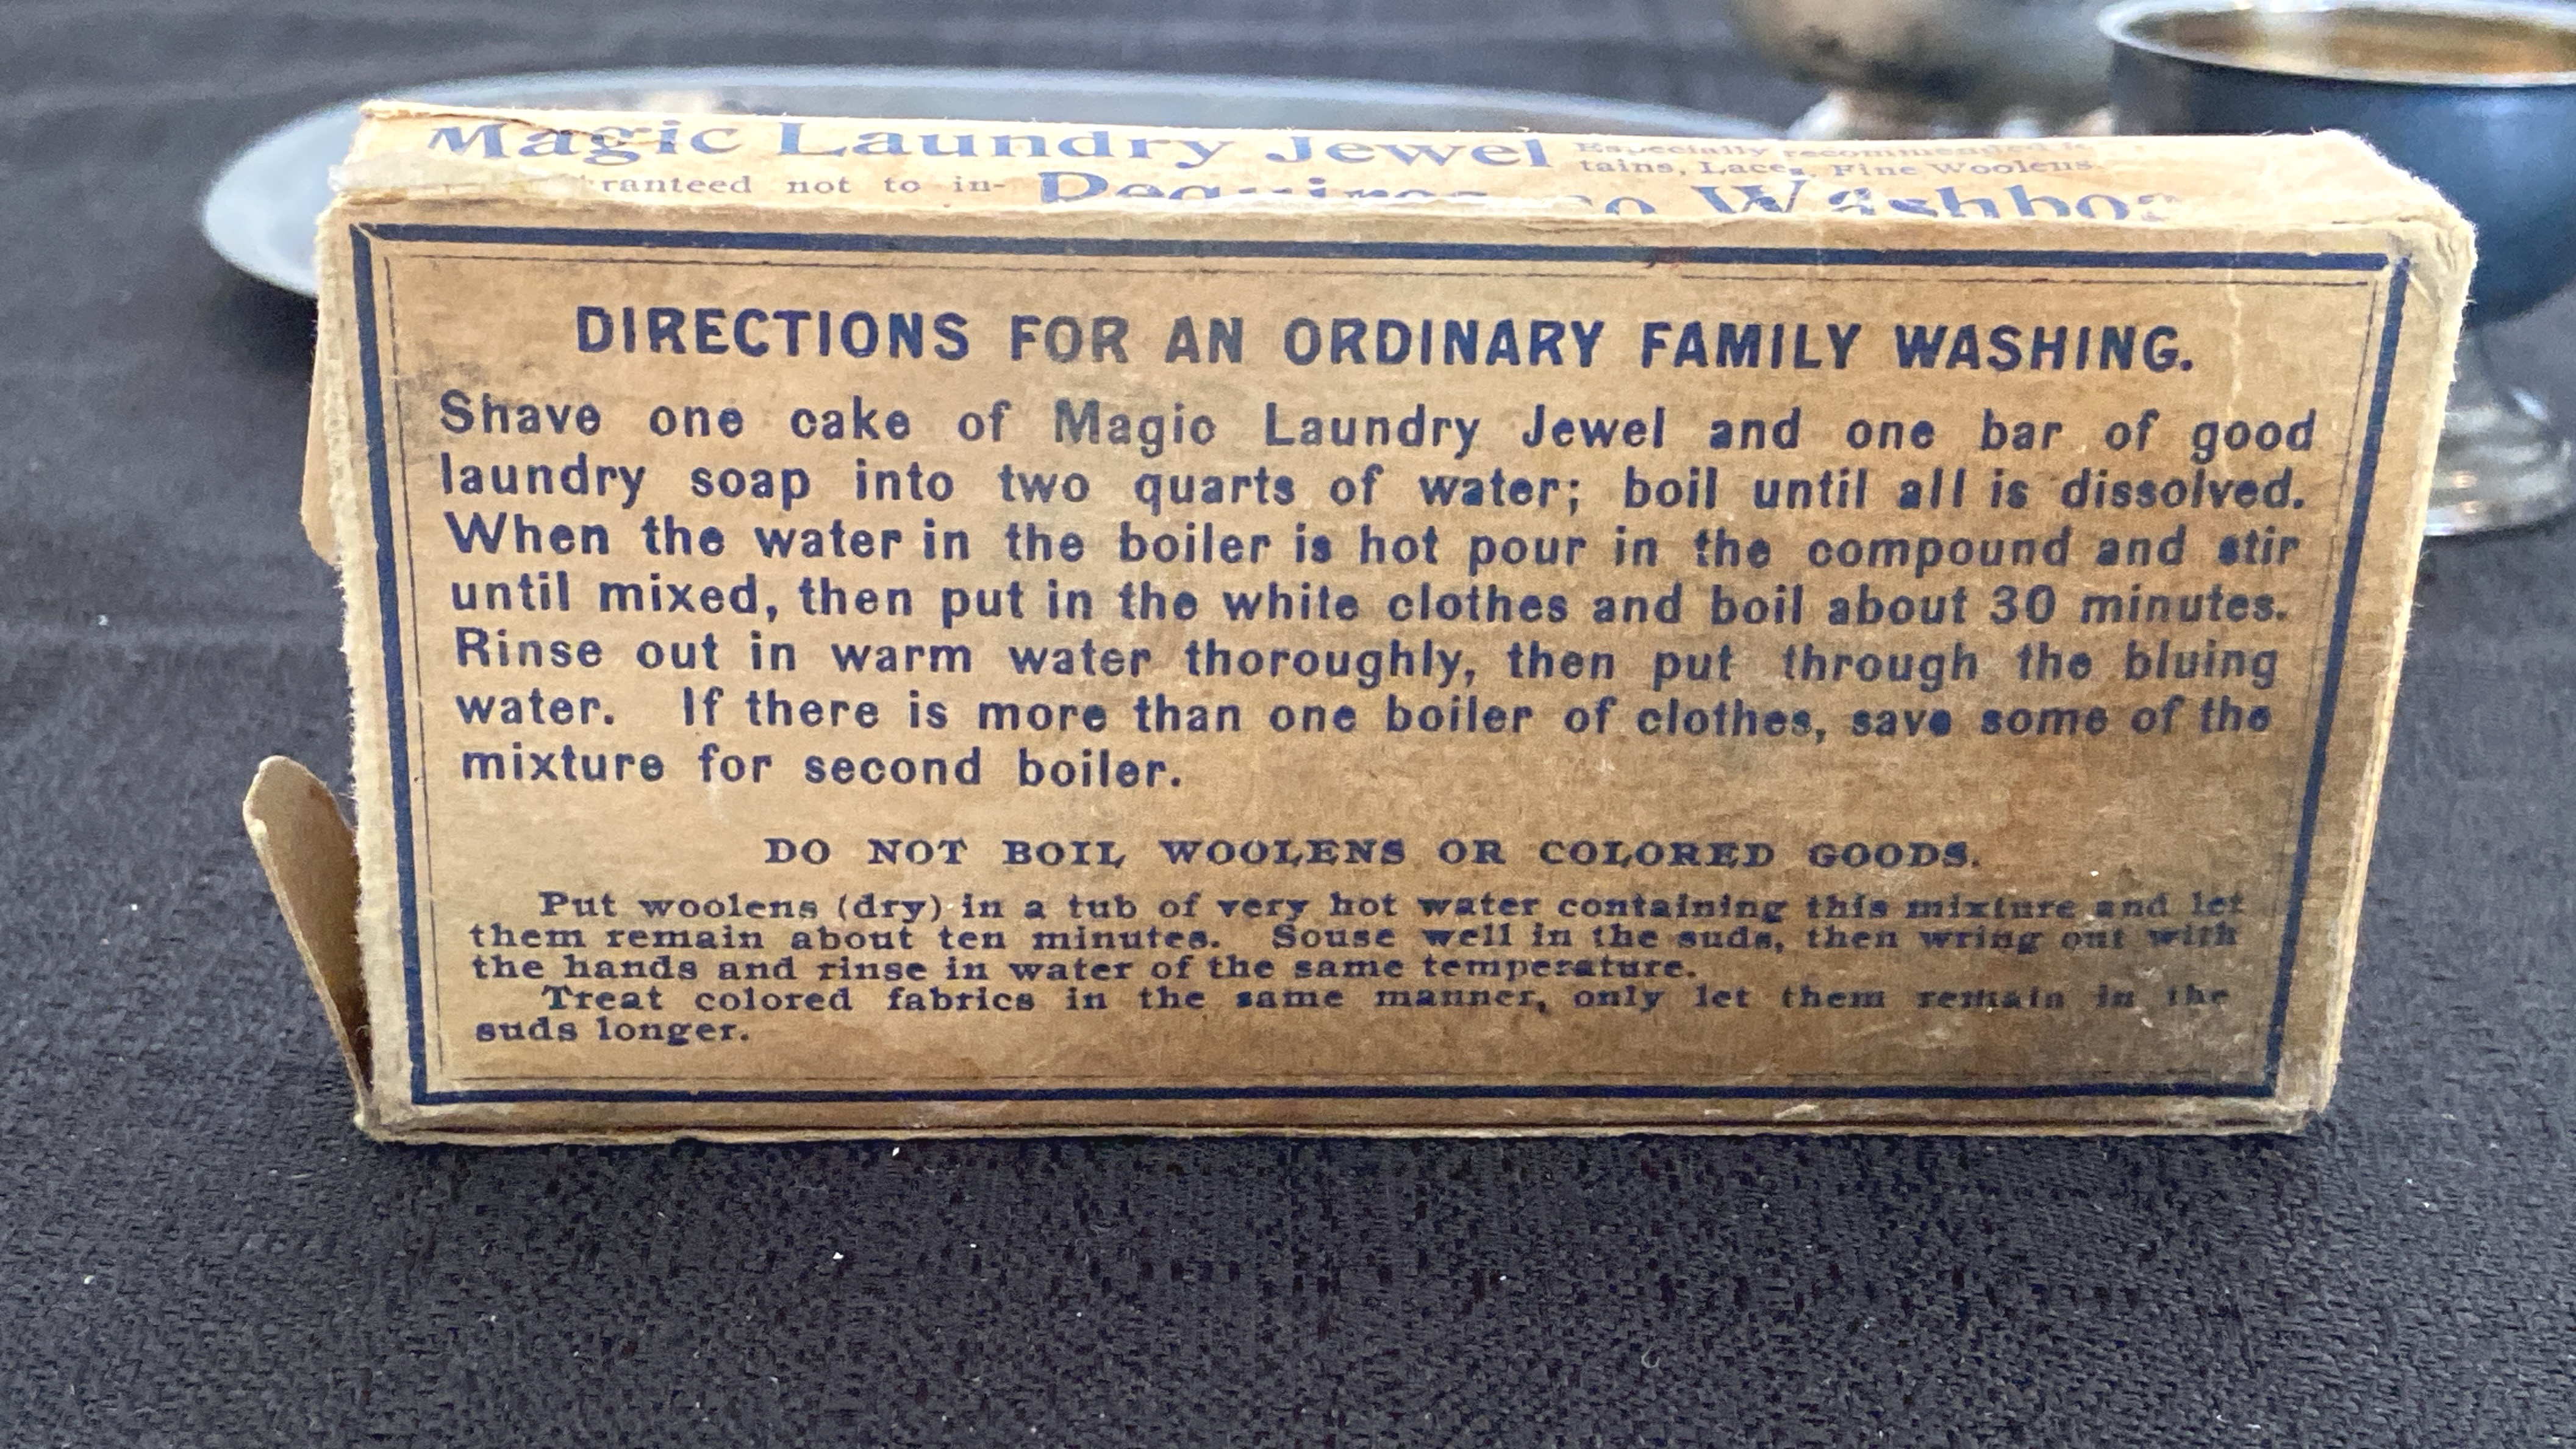 Magic Laundry Jewel
Especially recommended
tains, Laces, Fine Woolens.
ranteed not to in-
Requires no Washboa
DIRECTIONS FOR AN ORDINARY FAMILY WASHING.
Shave one cake of Magic Laundry Jewel and one bar of good
laundry soap into two quarts of water; boil until all is dissolved.
When the water in the boiler is hot pour in the compound and stir
until mixed, then put in the white clothes and boil about 30 minutes.
Rinse out in warm water thoroughly, then put through the bluing
water. If there is more than one boiler of clothes, save some of the
mixture for second boiler.
DO NOT BOIL WOOLENS OR COLORED GOODS.
Put woolens (dry) in a tub of very hot water containing this mixture and let
them remain about ten minutes. Souse well in the suds, then wring out with
the hands and rinse in water of the same temperature.
Treat colored fabrics in the same manner, only let them remain in the
suds longer.